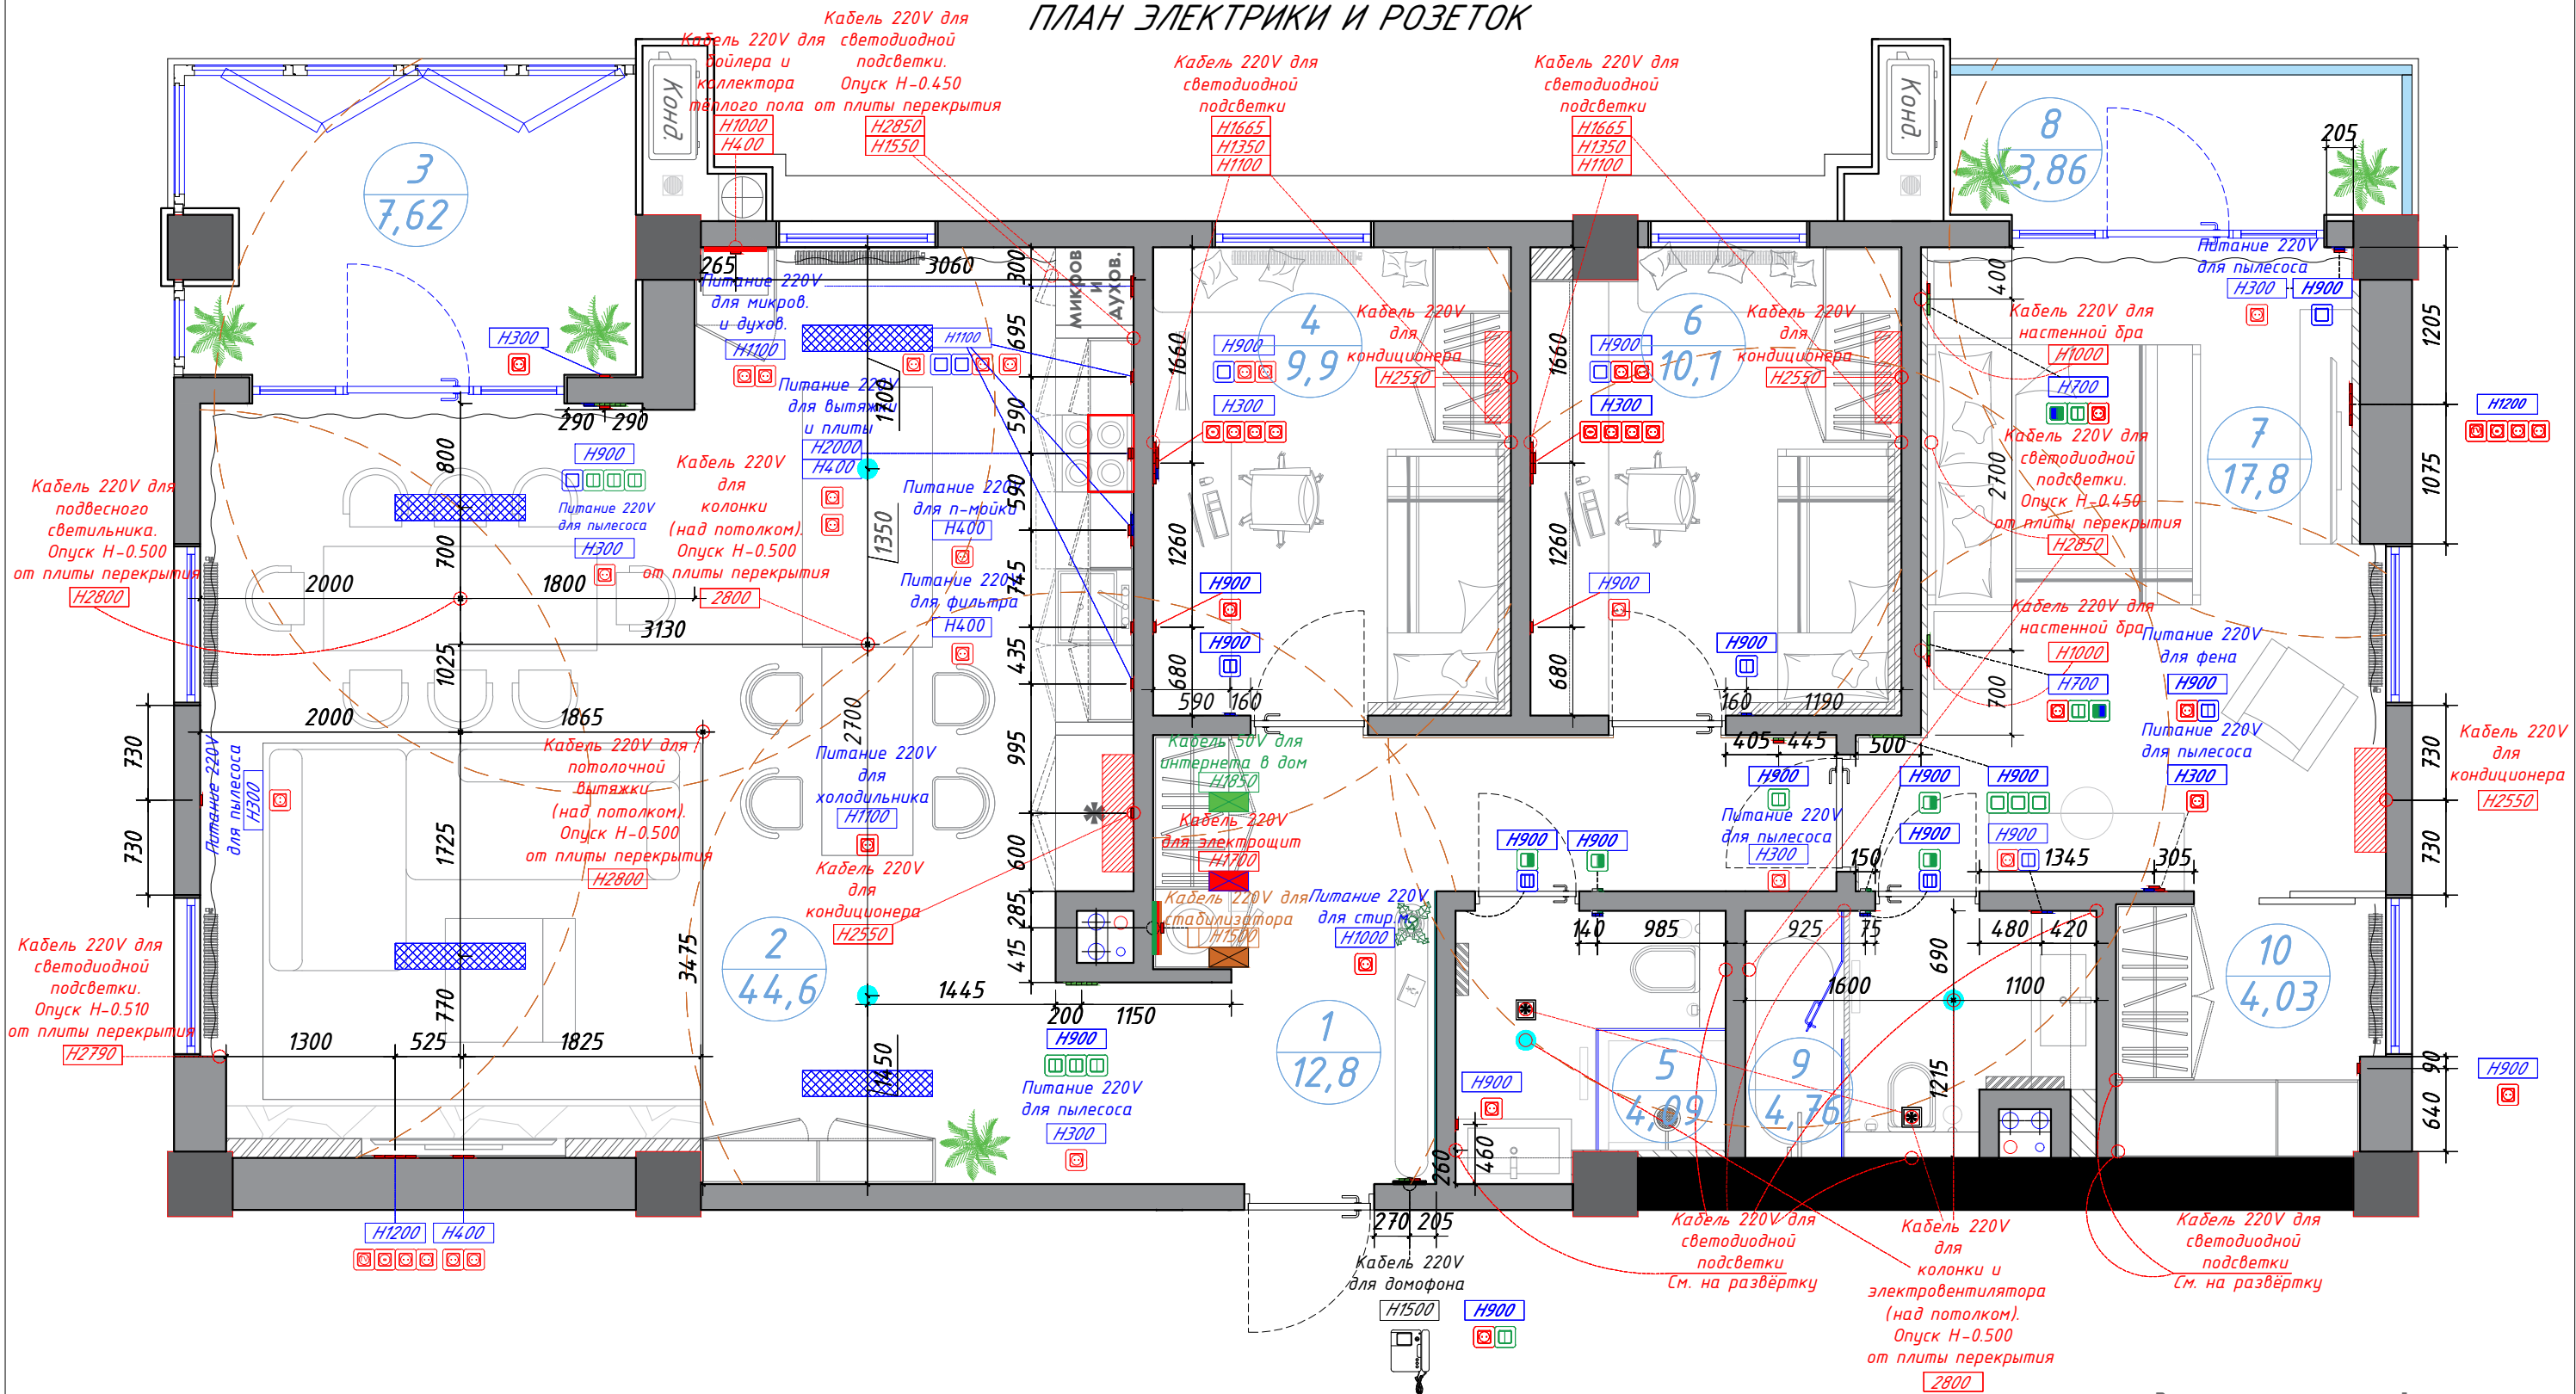 ПЛАН ЭЛЕКТРИКИ И РОЗЕТОК
Кабель 220V для
светодиодной
подсветки.
Опуск Н-0.450
от плиты перекрытия
H2850
H1550
Кабель 220V для
бойлера и
коллектора
тёплого пола
H1000
H400
Кабель 220V для
светодиодной
подсветки
H1665
H1350
H1100
Кабель 220V для
светодиодной
подсветки
H1665
H1350
H1100
Конд.
Конд.
3
7,62
8
3,86
205
H300
290
290
265
3060
300
МИКРОВ
И
ДУХОВ.
Питание 220V
для микров.
и духов.
H1100
H1100
Питание 220V
для вытяжки
и плиты
H2000
H400
1700
1350
695
590
590
745
435
995
600
285
415
Питание 220V
для п-мойки
H400
Питание 220V
для фильтра
H400
Кабель 220V
для
колонки
(над потолком).
Опуск Н-0.500
от плиты перекрытия
2800
H900
Питание 220V
для пылесоса
H300
Кабель 220V для
подвесного
светильника.
Опуск Н-0.500
от плиты перекрытия
H2800
800
700
2000
1800
3130
1025
2000
1865
730
730
Питание 220V
для пылесоса
H300
Кабель 220V для
потолочной
вытяжки
(над потолком).
Опуск Н-0.500
от плиты перекрытия
H2800
1725
2700
Питание 220V
для
холодильника
H1100
Кабель 220V
для
кондиционера
H2550
2
44,6
3475
770
1300
525
1825
1445
200
1150
1450
Кабель 220V для
светодиодной
подсветки.
Опуск Н-0.510
от плиты перекрытия
H2790
H1200
H400
H900
Питание 220V
для пылесоса
H300
4
9,9
1660
H900
H300
Кабель 220V
для
кондиционера
H2550
1260
H900
H900
680
590
160
6
10,1
1660
H900
H300
Кабель 220V
для
кондиционера
H2550
1260
H900
H900
680
160
1190
405
445
500
Питание 220V
для пылесоса
H300
H900
400
Кабель 220V для
настенной бра
H1000
H700
Кабель 220V для
светодиодной
подсветки.
Опуск Н-0.450
от плиты перекрытия
H2850
2700
7
17,8
1205
1075
H1200
Кабель 220V для
настенной бра
H1000
H700
700
Питание 220V
для фена
H900
Питание 220V
для пылесоса
H300
730
730
Кабель 220V
для
кондиционера
H2550
Кабель 50V для
интернета в дом
H1850
Кабель 220V
для электрощит
H1700
Кабель 220V для
стабилизатора
H1500
Питание 220V
для стир.м.
H1000
H900
H900
H900
Питание 220V
для пылесоса
H300
H900
H900
H900
H900
150
1345
305
140
985
925
75
480
420
690
1600
1100
1215
1
12,8
5
4,09
9
4,76
10
4,03
H900
460
260
90
640
H900
270
205
Кабель 220V
для домофона
H1500
H900
Кабель 220V для
светодиодной
подсветки
См. на развёртку
Кабель 220V
для
колонки и
электровентилятора
(над потолком).
Опуск Н-0.500
от плиты перекрытия
2800
Кабель 220V для
светодиодной
подсветки
См. на развёртку